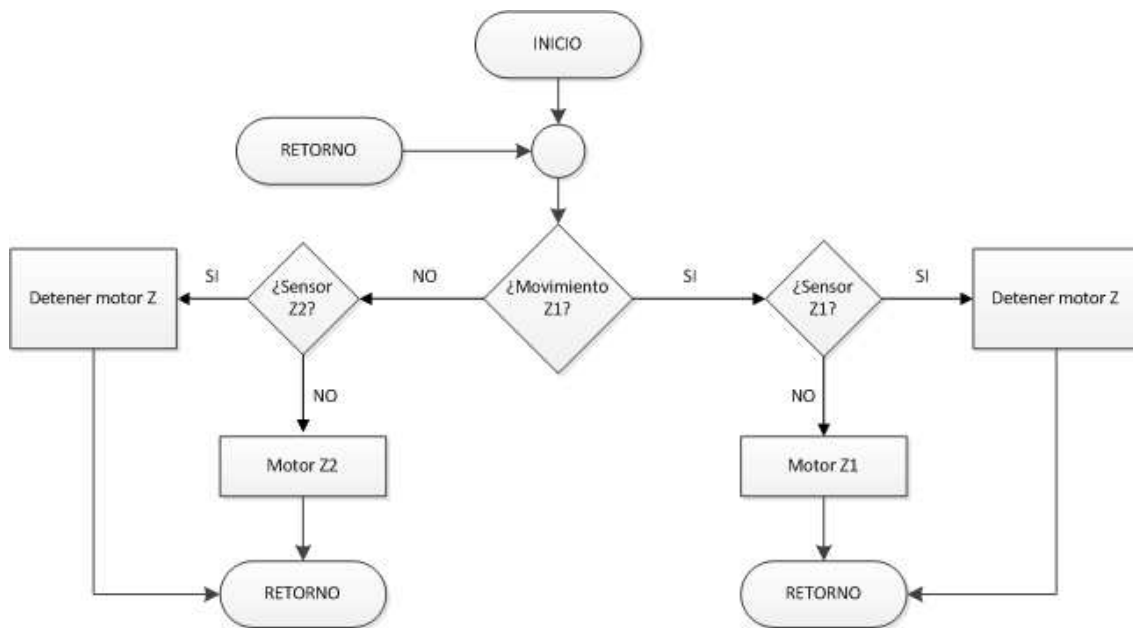 INICIO
RETORNO
¿Movimiento
Z1?
NO
SI
¿Sensor
Z2?
SI
Detener motor Z
NO
Motor Z2
RETORNO
¿Sensor
Z1?
SI
Detener motor Z
NO
Motor Z1
RETORNO